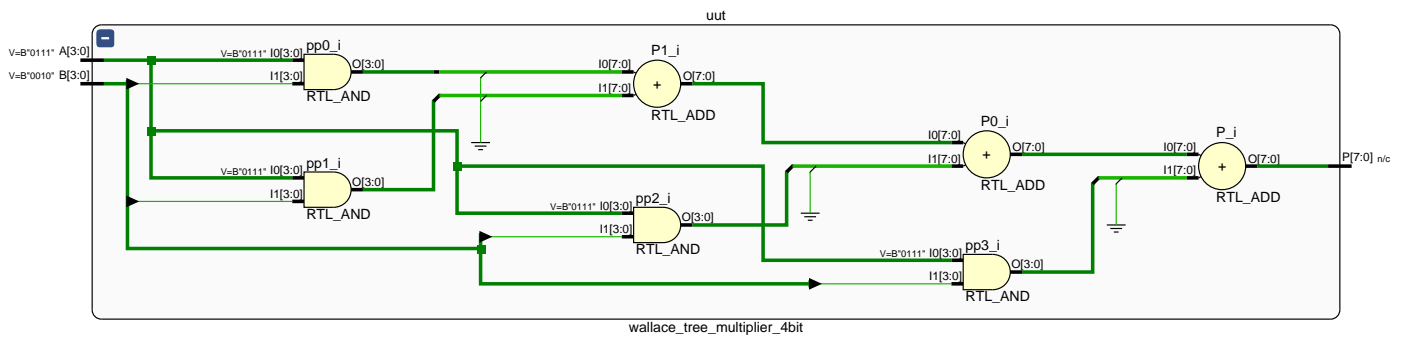 uut
V=B"0111" A[3:0]
V=B"0010" B[3:0]
pp0_i
V=B"0111" I0[3:0]
I1[3:0]
O[3:0]
RTL_AND
P1_i
I0[7:0]
I1[7:0]
O[7:0]
RTL_ADD
pp1_i
V=B"0111" I0[3:0]
I1[3:0]
O[3:0]
RTL_AND
pp2_i
V=B"0111" I0[3:0]
I1[3:0]
O[3:0]
RTL_AND
P0_i
I0[7:0]
I1[7:0]
O[7:0]
RTL_ADD
pp3_i
V=B"0111" I0[3:0]
I1[3:0]
O[3:0]
RTL_AND
P_i
I0[7:0]
I1[7:0]
O[7:0]
RTL_ADD
P[7:0] n/c
wallace_tree_multiplier_4bit